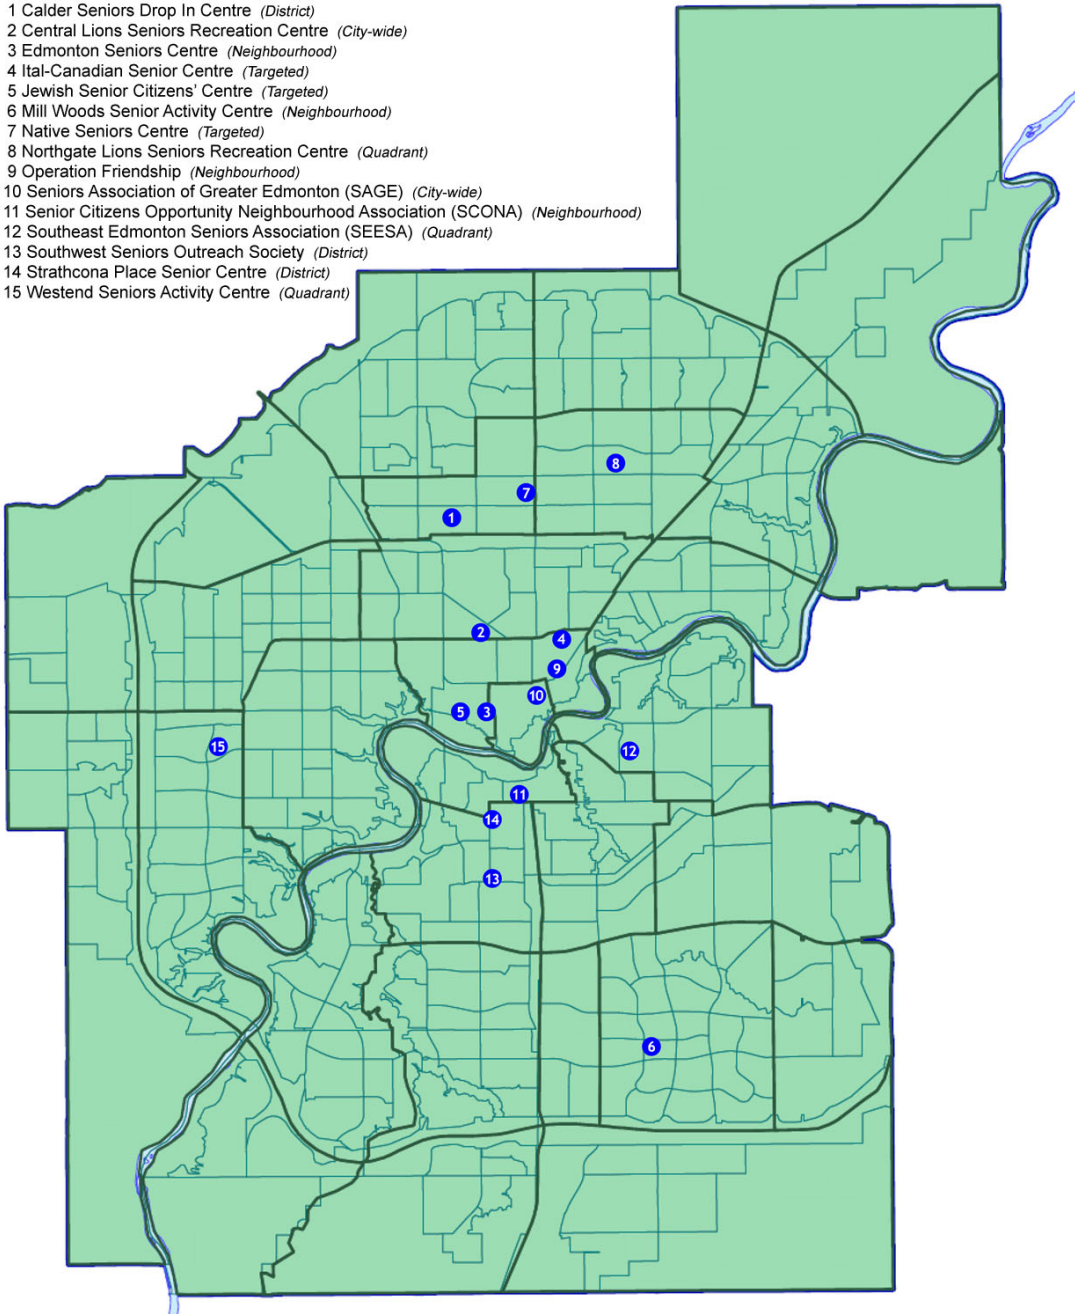 1 Calder Seniors Drop In Centre (District)
2 Central Lions Seniors Recreation Centre (City-wide)
3 Edmonton Seniors Centre (Neighbourhood)
4 Ital-Canadian Senior Centre (Targeted)
5 Jewish Senior Citizens' Centre (Targeted)
6 Mill Woods Senior Activity Centre (Neighbourhood)
7 Native Seniors Centre (Targeted)
8 Northgate Lions Seniors Recreation Centre (Quadrant)
9 Operation Friendship (Neighbourhood)
10 Seniors Association of Greater Edmonton (SAGE) (City-wide)
11 Senior Citizens Opportunity Neighbourhood Association (SCONA) (Neighbourhood)
12 Southeast Edmonton Seniors Association (SEESA) (Quadrant)
13 Southwest Seniors Outreach Society (District)
14 Strathcona Place Senior Centre (District)
15 Westend Seniors Activity Centre (Quadrant)
8
7
1
2
4
9
10
5
3
15
12
11
14
13
6